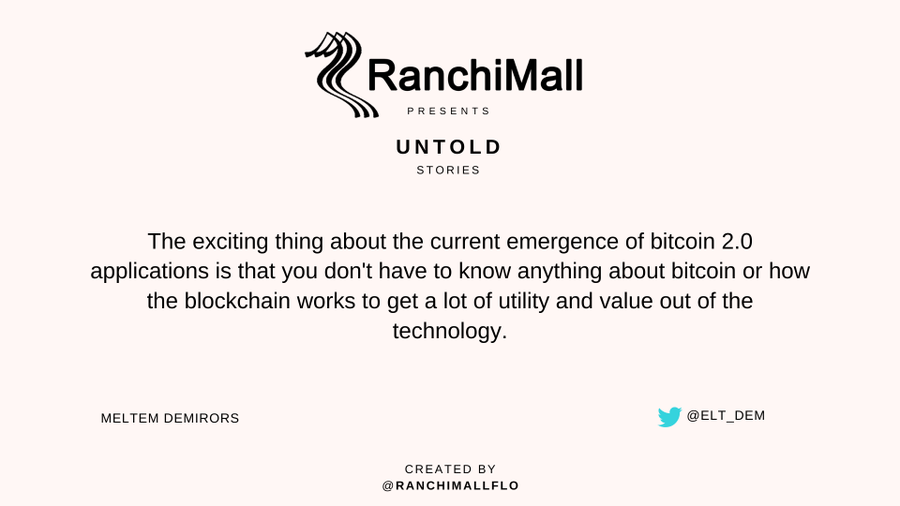 RanchiMall
PRESENTS
UNTOLD
STORIES
The exciting thing about the current emergence of bitcoin 2.0
applications is that you don't have to know anything about bitcoin or how
the blockchain works to get a lot of utility and value out of the
technology.
MELTEM DEMIRORS
@ELT_DEM
CREATED BY
@RANCHIMALLFLO